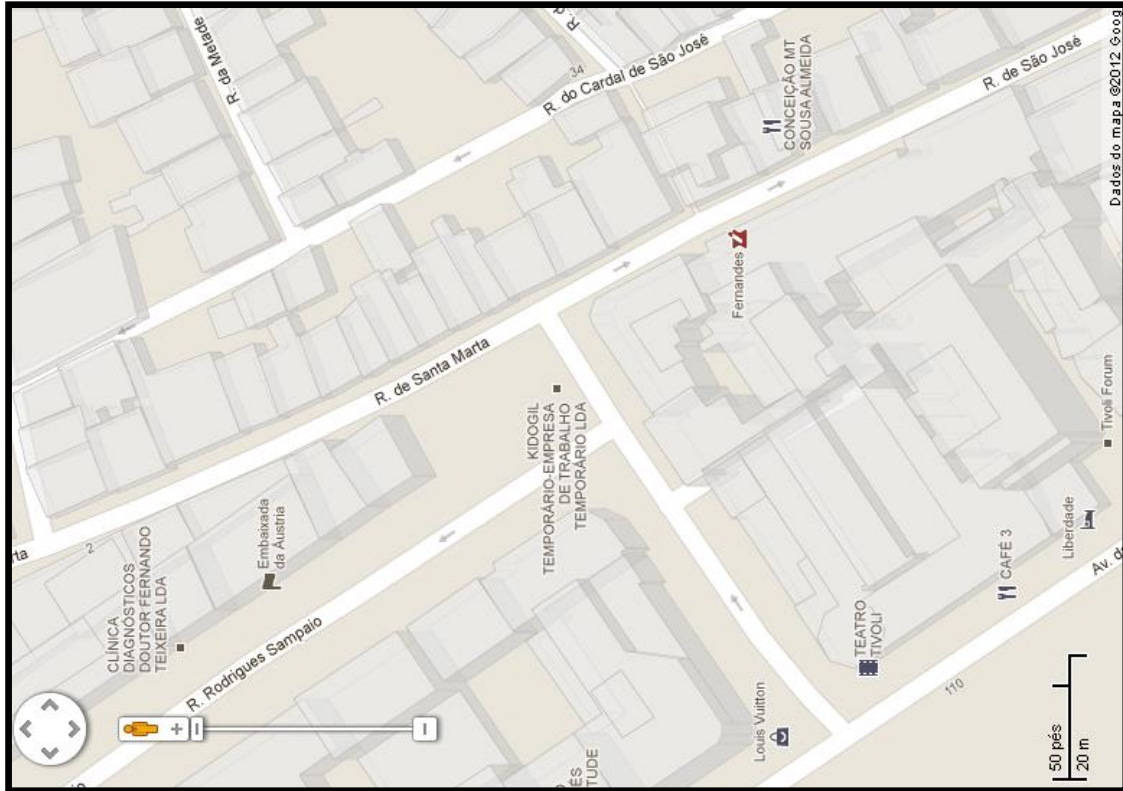 R. da Metade
R. d
34
R. do Cardal de São José
CONCEIÇÃO MT
SOUSA ALMEIDA
R. de São José
Fernandes
R. de Santa Marta
KIDOGIL
TEMPORÁRIO-EMPRESA
DE TRABALHO
TEMPORÁRIO LDA
rta
2
CLÍNICA
DIAGNÓSTICOS
DOUTOR FERNANDO
TEIXEIRA LDA
Embaixada
da Áustria
R. Rodrigues Sampaio
Tivoli Forum
Liberdade
CAFÉ 3
Av. da
TEATRO
TIVOLI
110
Louis Vuitton
ÉS
TUDE
50 pés
20 m
Dados do mapa ©2012 Goog